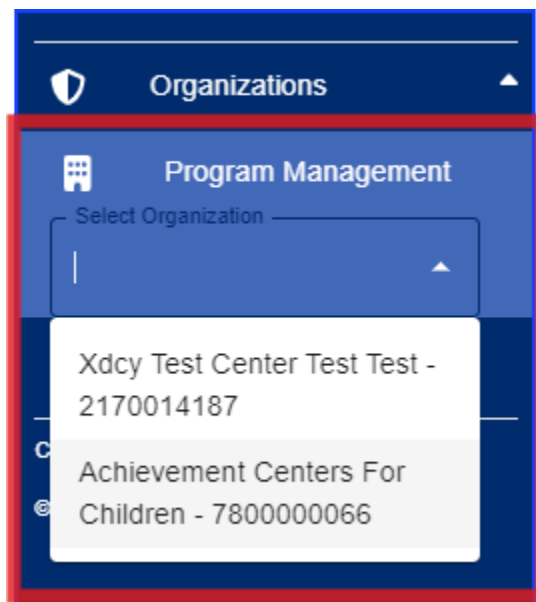 Organizations
Program Management
Select Organization
Xdcy Test Center Test Test -
2170014187
Achievement Centers For
Children - 7800000066
C
©